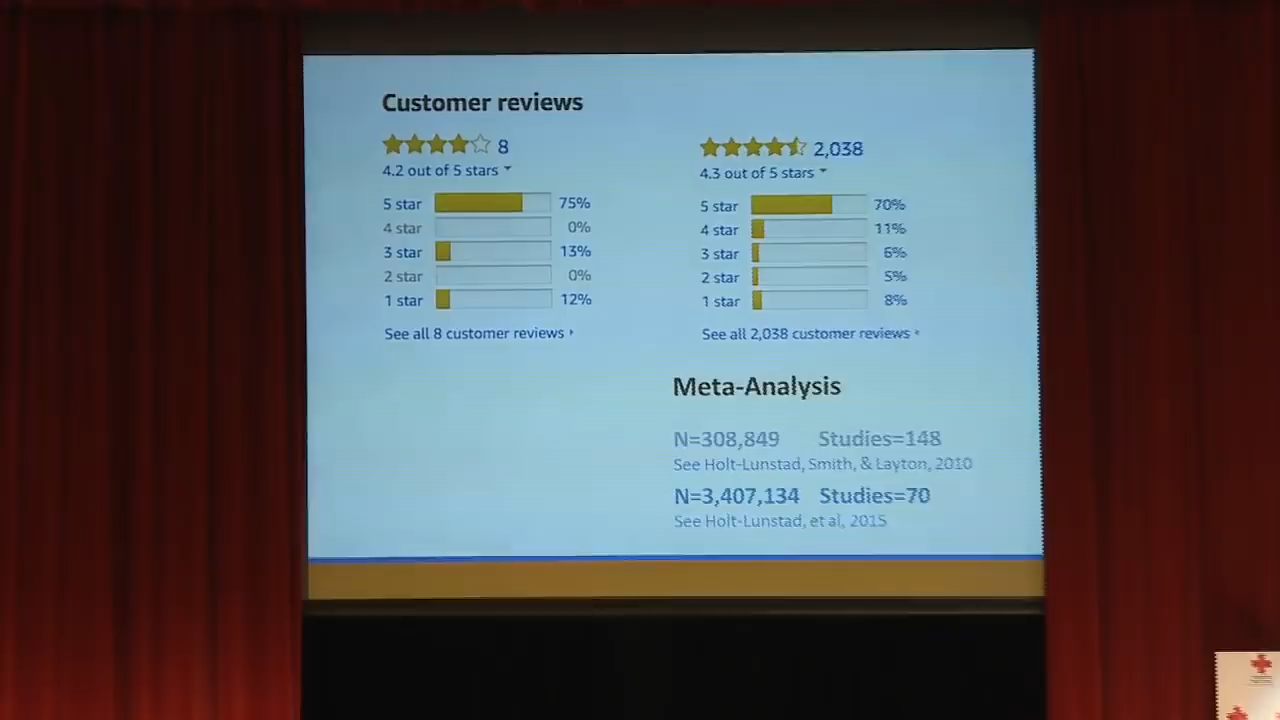 Customer reviews
8
4.2 out of 5 stars
5 star 75%
4 star 0%
3 star 13%
2 star 0%
1 star 12%
See all 8 customer reviews
2,038
4.3 out of 5 stars
5 star 70%
4 star 11%
3 star 6%
2 star 5%
1 star 8%
See all 2,038 customer reviews
Meta-Analysis
N=308,849 Studies=148
See Holt-Lunstad, Smith, & Layton, 2010
N=3,407,134 Studies=70
See Holt-Lunstad, et al, 2015